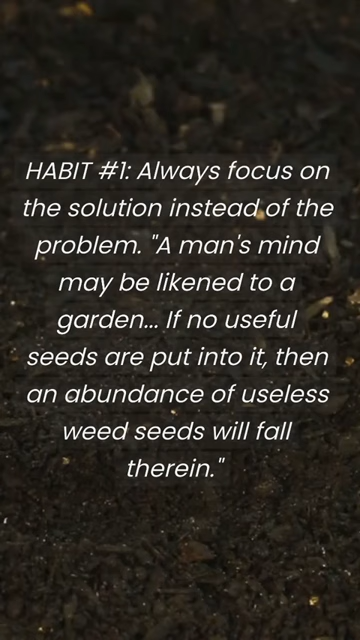 HABIT #1: Always focus on
the solution instead of the
problem. "A man's mind
may be likened to a
garden... If no useful
seeds are put into it, then
an abundance of useless
weed seeds will fall
therein."